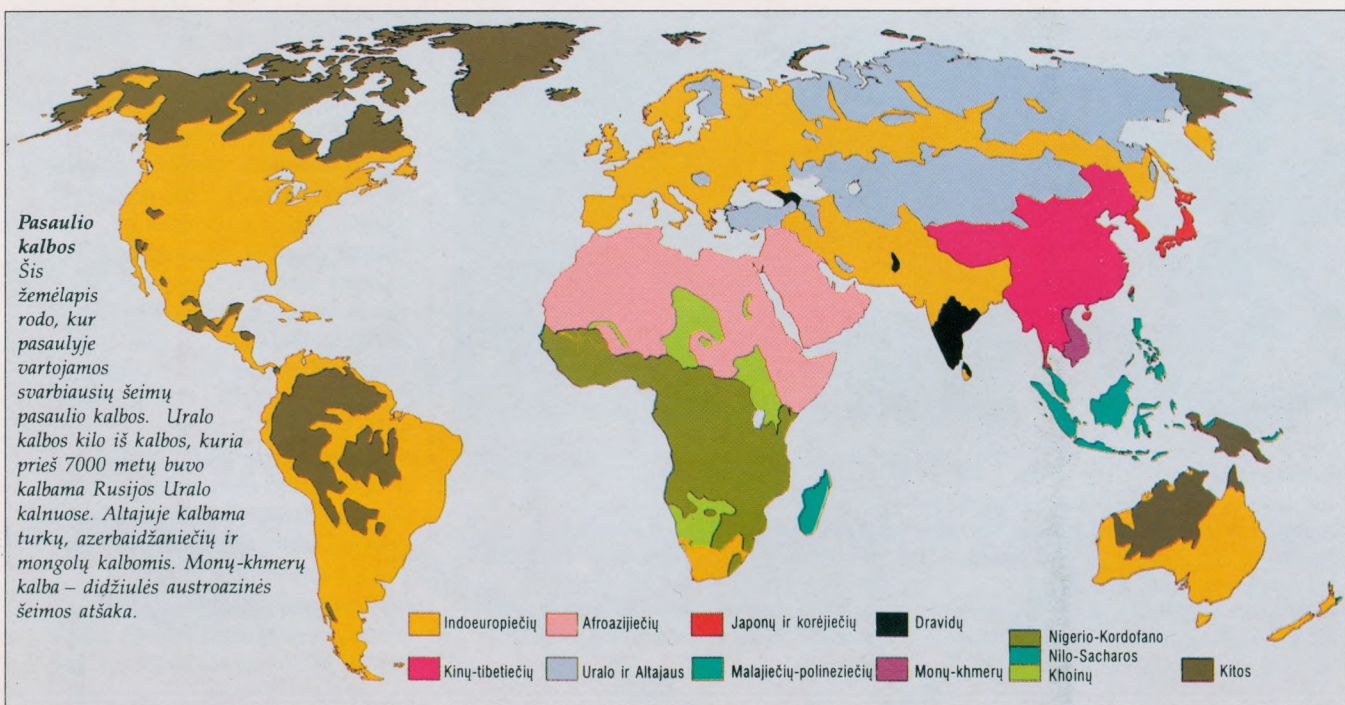 Pasaulio
kalbos
Šis
žemėlapis
rodo, kur
pasaulyje
vartojamos
svarbiausių šeimų
pasaulio kalbos. Uralo
kalbos kilo iš kalbos, kuria
prieš 7000 metų buvo
kalbama Rusijos Uralo
kalnuose. Altajuje kalbama
turkų, azerbaidžaniečių ir
mongolų kalbomis. Monų-khmerų
kalba – didžiulės austroazinės
šeimos atšaka.
Indoeuropiečių
Afroazijiečių
Japonų ir korėjiečių
Dravidų
Nigerio-Kordofano
Nilo-Sacharos
Khoinų
Kinų-tibetiečių
Uralo ir Altajaus
Malajiečių-polineziečių
Monų-khmerų
Kitos